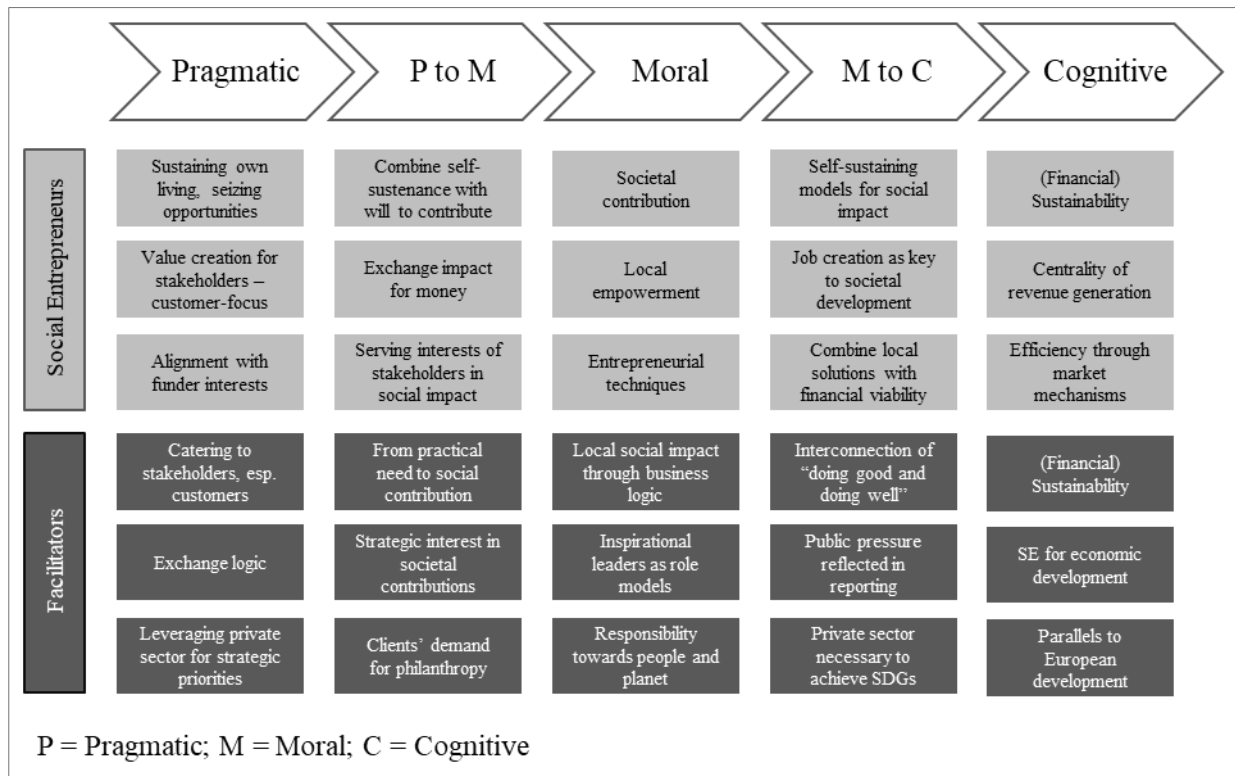 Pragmatic
P to M
Moral
M to C
Cognitive
Social Entrepreneurs
Sustaining own
living, seizing
opportunities
Combine self-
sustenance with
will to contribute
Societal
contribution
Self-sustaining
models for social
impact
(Financial)
Sustainability
Value creation for
stakeholders –
customer-focus
Exchange impact
for money
Local
empowerment
Job creation as key
to societal
development
Centrality of
revenue generation
Alignment with
funder interests
Serving interests of
stakeholders in
social impact
Entrepreneurial
techniques
Combine local
solutions with
financial viability
Efficiency through
market
mechanisms
Facilitators
Catering to
stakeholders, esp.
customers
From practical
need to social
contribution
Local social impact
through business
logic
Interconnection of
“doing good and
doing well”
(Financial)
Sustainability
Exchange logic
Strategic interest in
societal
contributions
Inspirational
leaders as role
models
Public pressure
reflected in
reporting
SE for economic
development
Leveraging private
sector for strategic
priorities
Clients’ demand
for philanthropy
Responsibility
towards people and
planet
Private sector
necessary to
achieve SDGs
Parallels to
European
development
P = Pragmatic; M = Moral; C = Cognitive